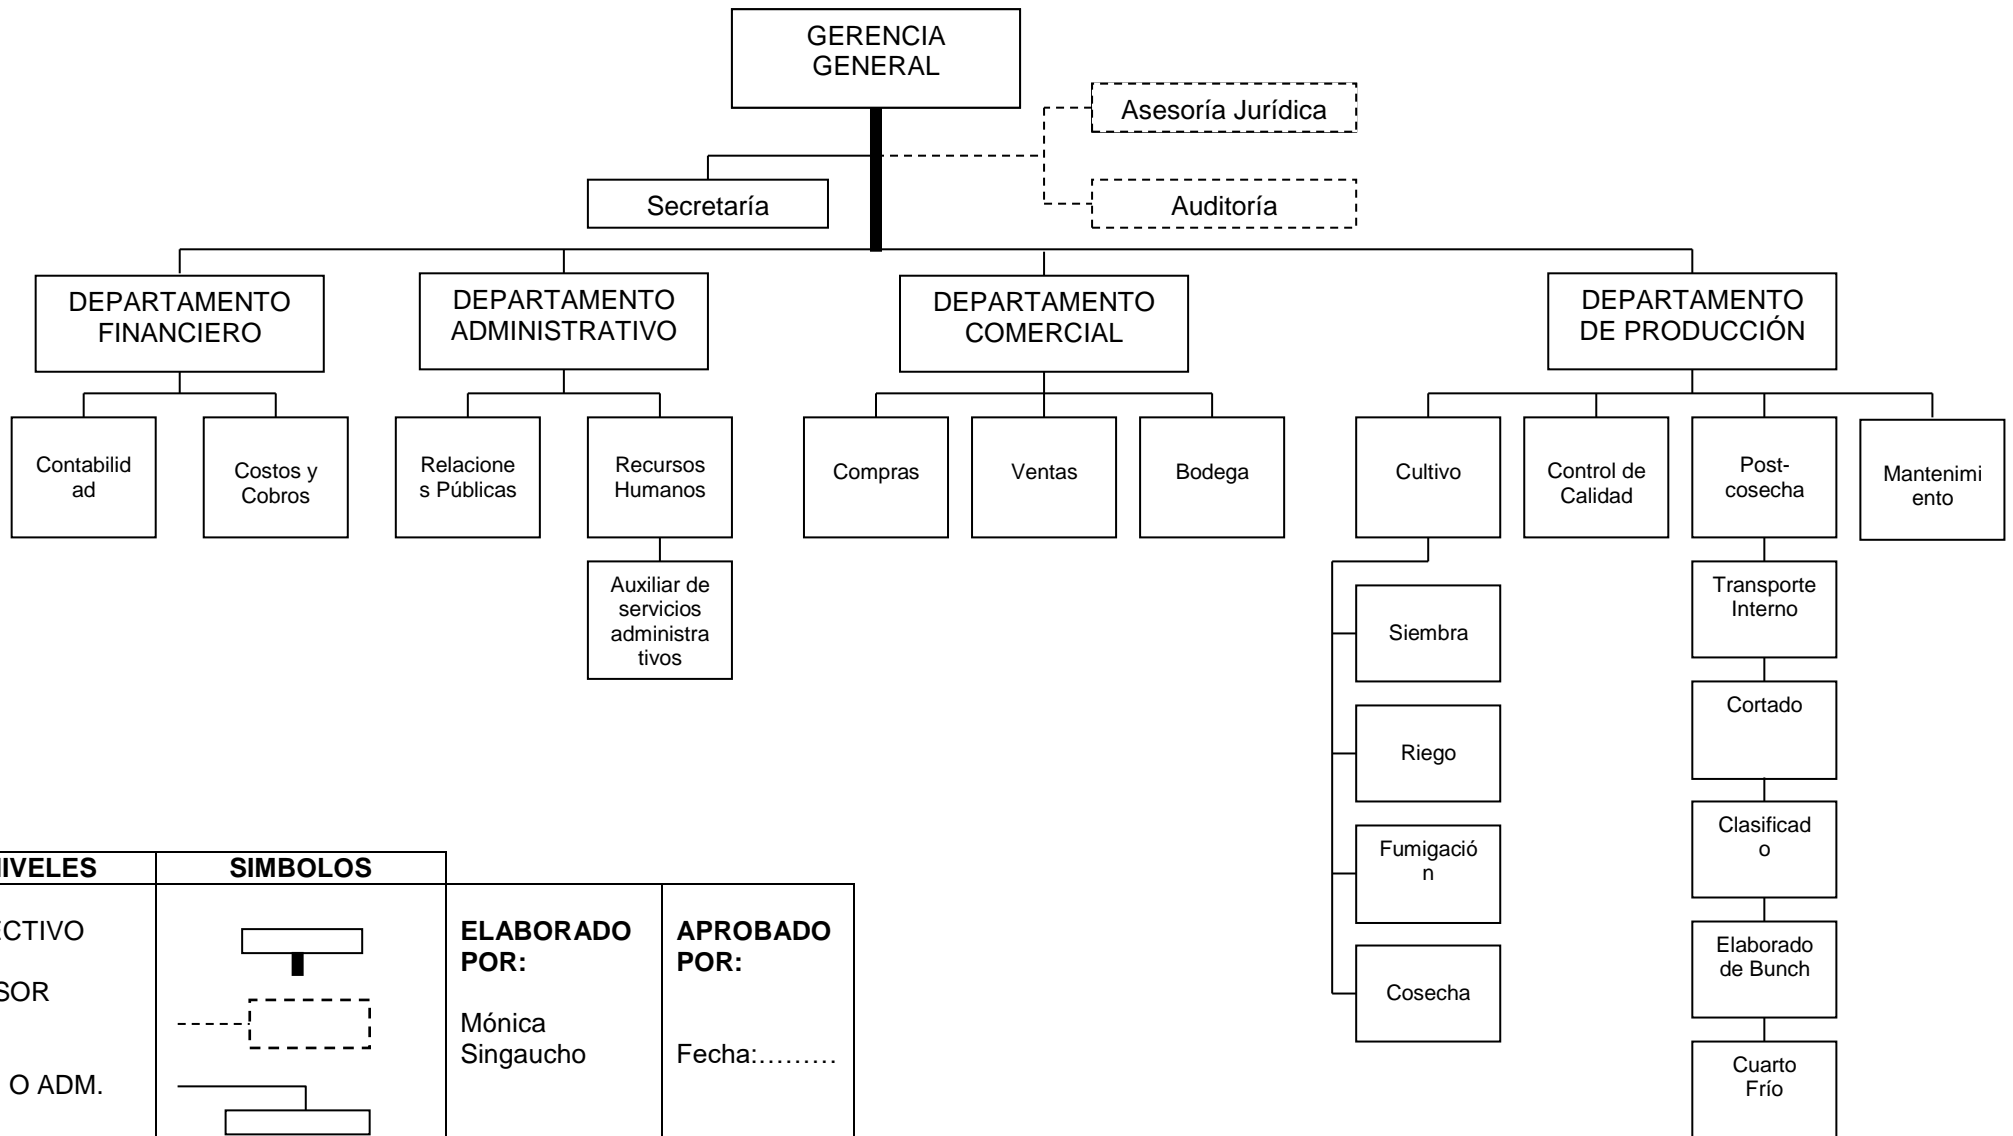 GERENCIA
GENERAL
Asesoría Jurídica
Secretaría
Auditoría
DEPARTAMENTO
FINANCIERO
DEPARTAMENTO
ADMINISTRATIVO
DEPARTAMENTO
COMERCIAL
DEPARTAMENTO
DE PRODUCCIÓN
Contabilid
ad
Costos y
Cobros
Relacione
s Públicas
Recursos
Humanos
Compras
Ventas
Bodega
Cultivo
Control de
Calidad
Post-
cosecha
Mantenimi
ento
Auxiliar de
servicios
administra
tivos
Siembra
Riego
Fumigació
n
Cosecha
Transporte
Interno
Cortado
Clasificad
o
Elaborado
de Bunch
Cuarto
Frío
IVELES
SIMBOLOS
ECTIVO
SOR
O ADM.
ELABORADO
POR:
Mónica
Singaucho
APROBADO
POR:
Fecha:.........